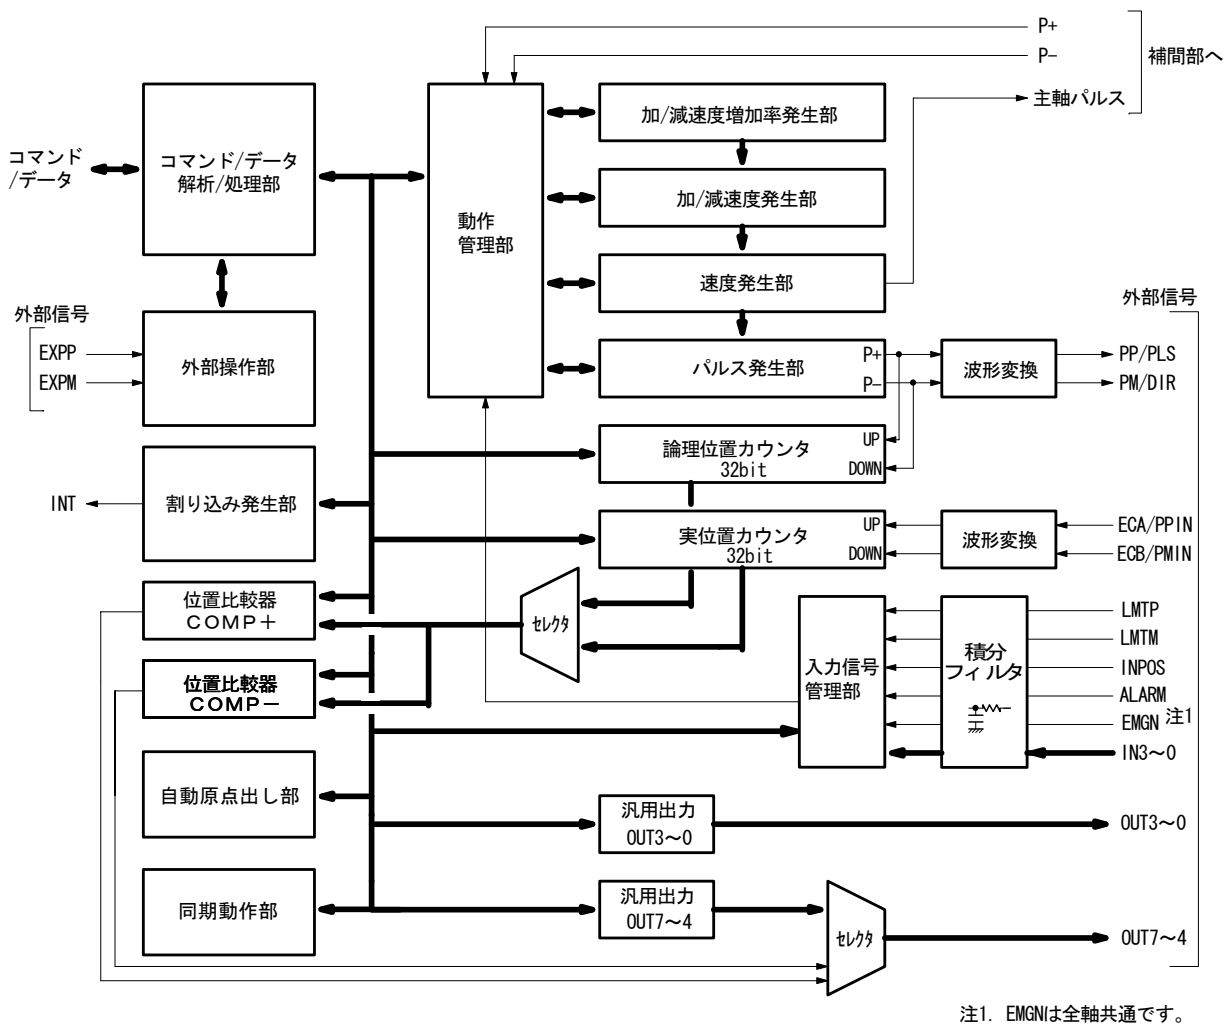 P+
P-
補間部へ
主軸パルス
コマンド
/データ
コマンド/データ
解析/処理部
動作
管理部
加/減速度増加率発生部
加/減速度発生部
速度発生部
パルス発生部
P+
P-
波形変換
外部信号
PP/PLS
PM/DIR
外部信号
EXPP
EXPM
外部操作部
論理位置カウンタ
32bit
UP
DOWN
INT
割り込み発生部
実位置カウンタ
32bit
UP
DOWN
波形変換
ECA/PPIN
ECB/PMIN
位置比較器
COMP+
セレクタ
位置比較器
COMP-
入力信号
管理部
積分
フィルタ
LMTP
LMTM
INPOS
ALARM
EMGN 注1
IN3~0
自動原点出し部
汎用出力
OUT3~0
OUT3~0
同期動作部
汎用出力
OUT7~4
セレクタ
OUT7~4
注1. EMGNは全軸共通です。